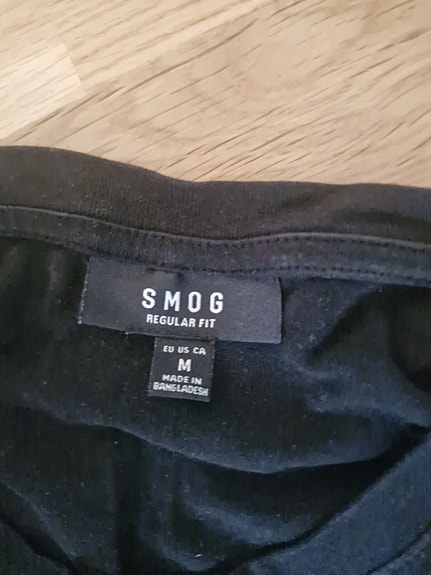 SMOG
REGULAR FIT
EU US CA
M
MADE IN
BANGLADESH